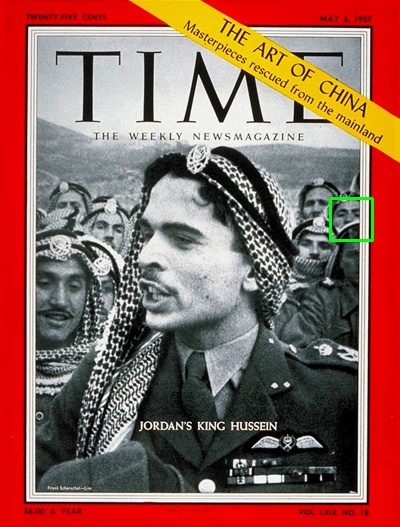 TWENTY-FIVE CENTS
MAY 6, 1957
THE ART OF CHINA
Masterpieces rescued from the mainland
TIME
THE WEEKLY NEWSMAGAZINE
JORDAN'S KING HUSSEIN
Frank Scherschel—Life
$6.00 A YEAR
VOL. LXIX NO. 18